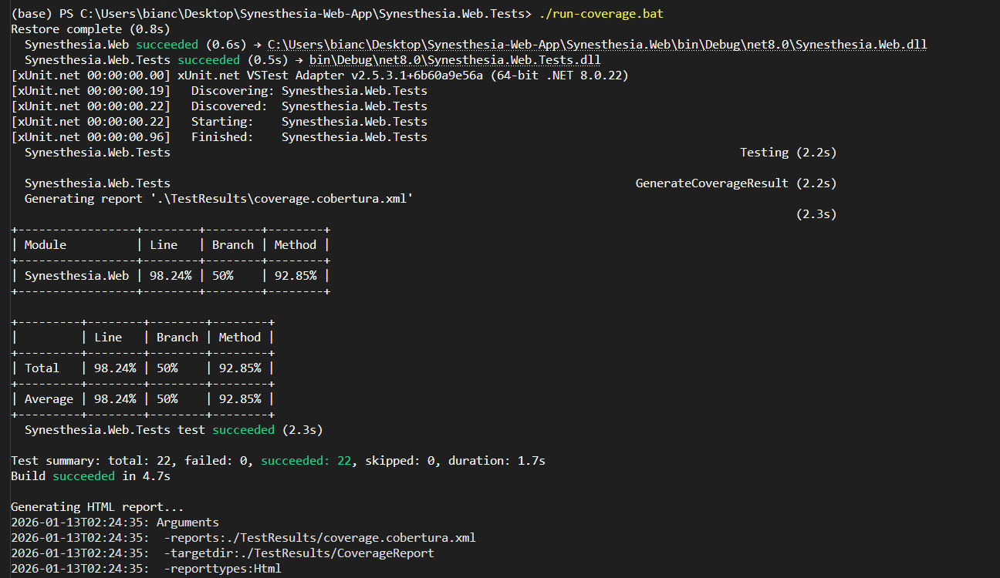 (base) PS C:\Users\bianc\Desktop\Synesthesia-Web-App\Synesthesia.Web.Tests> ./run-coverage.bat
Restore complete (0.8s)
  Synesthesia.Web succeeded (0.6s) → C:\Users\bianc\Desktop\Synesthesia-Web-App\Synesthesia.Web\bin\Debug\net8.0\Synesthesia.Web.dll
  Synesthesia.Web.Tests succeeded (0.5s) → bin\Debug\net8.0\Synesthesia.Web.Tests.dll
[xUnit.net 00:00:00.00] xUnit.net VSTest Adapter v2.5.3.1+6b60a9e56a (64-bit .NET 8.0.22)
[xUnit.net 00:00:00.19]   Discovering: Synesthesia.Web.Tests
[xUnit.net 00:00:00.22]   Discovered:  Synesthesia.Web.Tests
[xUnit.net 00:00:00.22]   Starting:    Synesthesia.Web.Tests
[xUnit.net 00:00:00.96]   Finished:    Synesthesia.Web.Tests
  Synesthesia.Web.Tests                                                                                  Testing (2.2s)

  Synesthesia.Web.Tests                                                                   GenerateCoverageResult (2.2s)
  Generating report '.\TestResults\coverage.cobertura.xml'
                                                                                                                 (2.3s)
+-----------------+--------+--------+--------+
| Module          | Line   | Branch | Method |
+-----------------+--------+--------+--------+
| Synesthesia.Web | 98.24% | 50%    | 92.85% |
+-----------------+--------+--------+--------+

+---------+--------+--------+--------+
|         | Line   | Branch | Method |
+---------+--------+--------+--------+
| Total   | 98.24% | 50%    | 92.85% |
+---------+--------+--------+--------+
| Average | 98.24% | 50%    | 92.85% |
+---------+--------+--------+--------+
  Synesthesia.Web.Tests test succeeded (2.3s)

Test summary: total: 22, failed: 0, succeeded: 22, skipped: 0, duration: 1.7s
Build succeeded in 4.7s

Generating HTML report...
2026-01-13T02:24:35: Arguments
2026-01-13T02:24:35:  -reports:./TestResults/coverage.cobertura.xml
2026-01-13T02:24:35:  -targetdir:./TestResults/CoverageReport
2026-01-13T02:24:35:  -reporttypes:Html